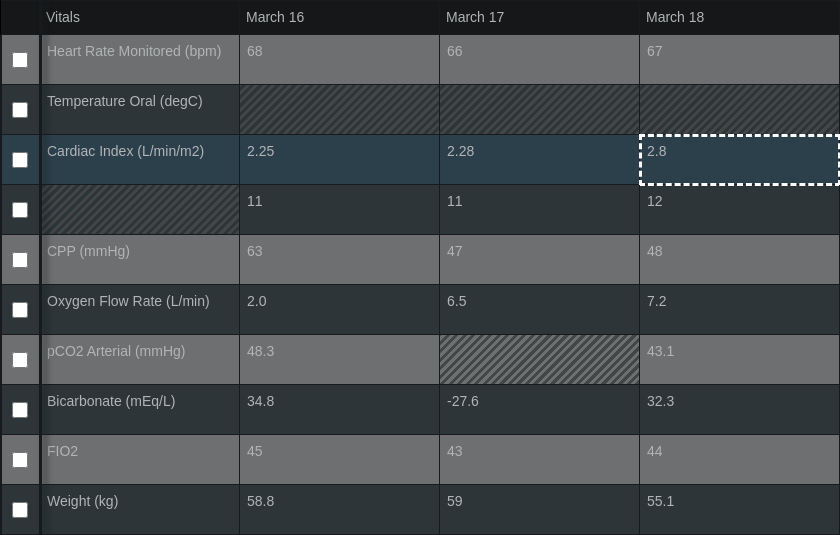 Vitals March 16 March 17 March 18
Heart Rate Monitored (bpm) 68 66 67
Temperature Oral (degC)
Cardiac Index (L/min/m2) 2.25 2.28 2.8
11 11 12
CPP (mmHg) 63 47 48
Oxygen Flow Rate (L/min) 2.0 6.5 7.2
pCO2 Arterial (mmHg) 48.3 43.1
Bicarbonate (mEq/L) 34.8 -27.6 32.3
FIO2 45 43 44
Weight (kg) 58.8 59 55.1